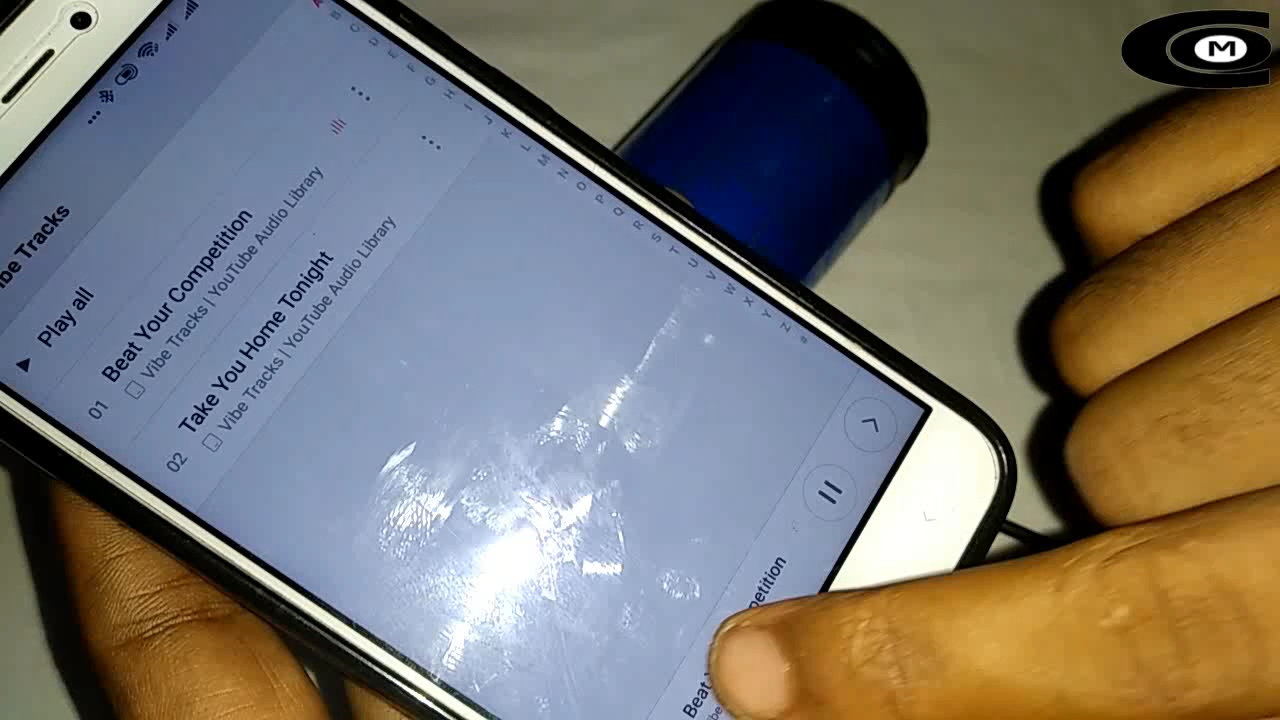 be Tracks
Play all
01
Beat Your Competition
Vibe Tracks | YouTube Audio Library
02
Take You Home Tonight
Vibe Tracks | YouTube Audio Library
A
B
C
D
E
F
G
H
I
J
K
L
M
N
O
P
Q
R
S
T
U
V
W
X
Y
Z
#
Beat petition
M